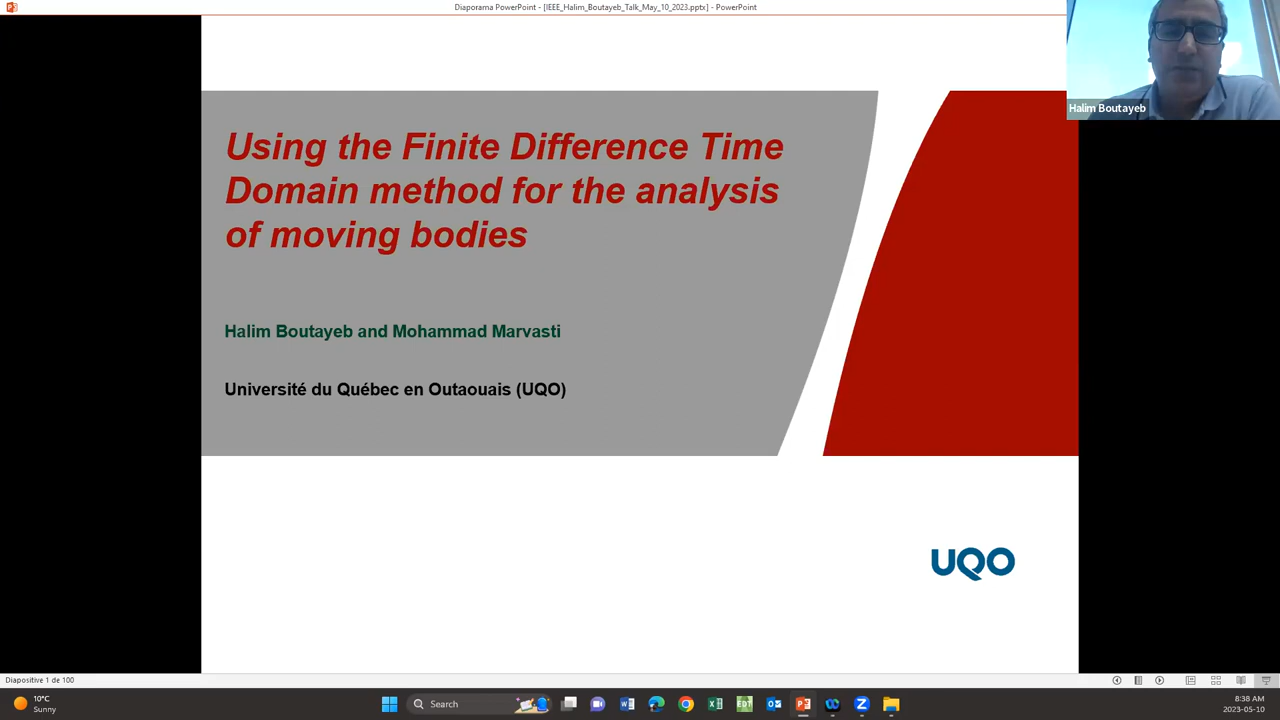 Diaporama PowerPoint - [IEEE_Halim_Boutayeb_Talk_May_10_2023.pptx] - PowerPoint
Halim Boutayeb
Using the Finite Difference Time
Domain method for the analysis
of moving bodies
Halim Boutayeb and Mohammad Marvasti
Université du Québec en Outaouais (UQO)
UQO
Diapositive 1 de 100
10°C
Sunny
Search
EDT
8:38 AM
2023-05-10